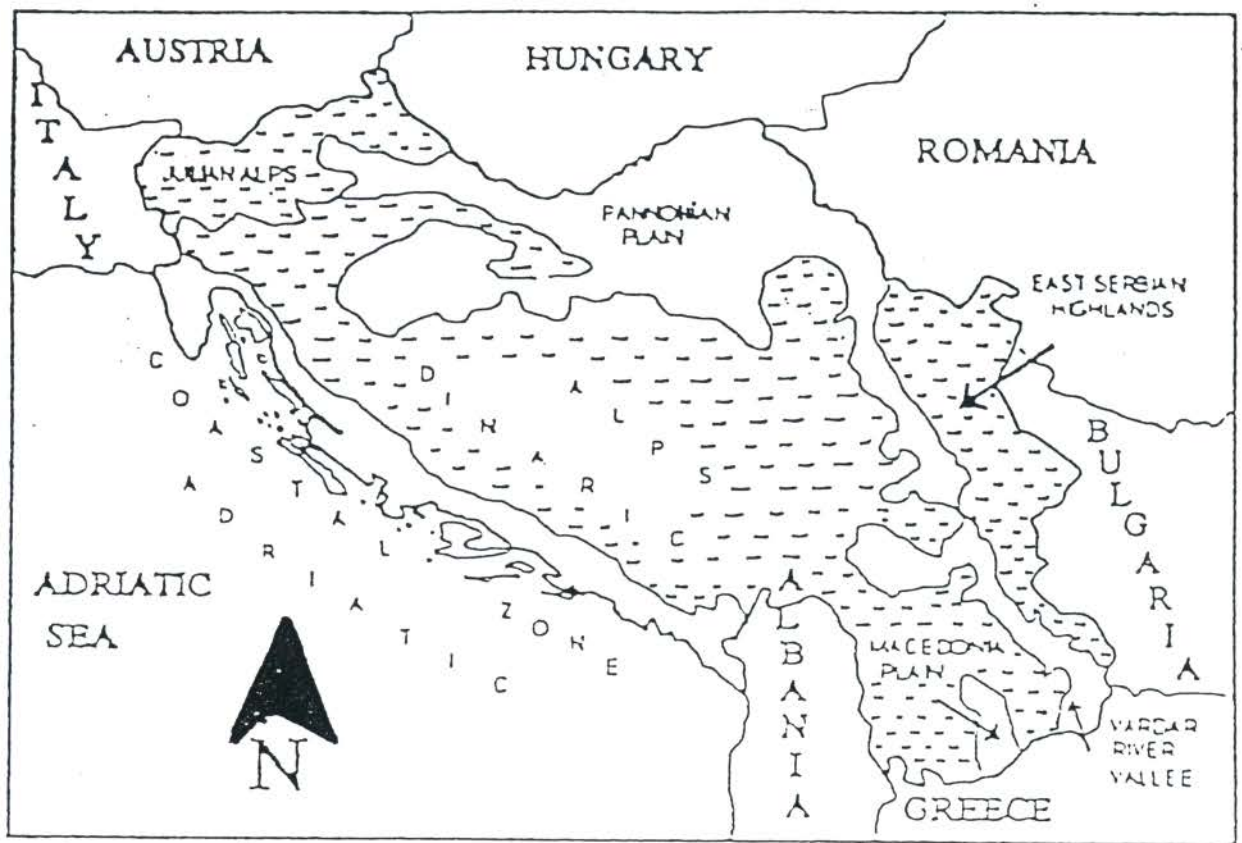 AUSTRIA
HUNGARY
ITALY
ROMANIA
JULIAN ALPS
PANNONIAN
PLAIN
EAST SERBIAN
HIGHLANDS
COASTAL ZONE
ADRIATIC
DINARIC
ALPS
BULGARIA
ADRIATIC
SEA
ALBANIA
MACEDONIA
PLAIN
N
VARDAR
RIVER
VALLEE
GREECE